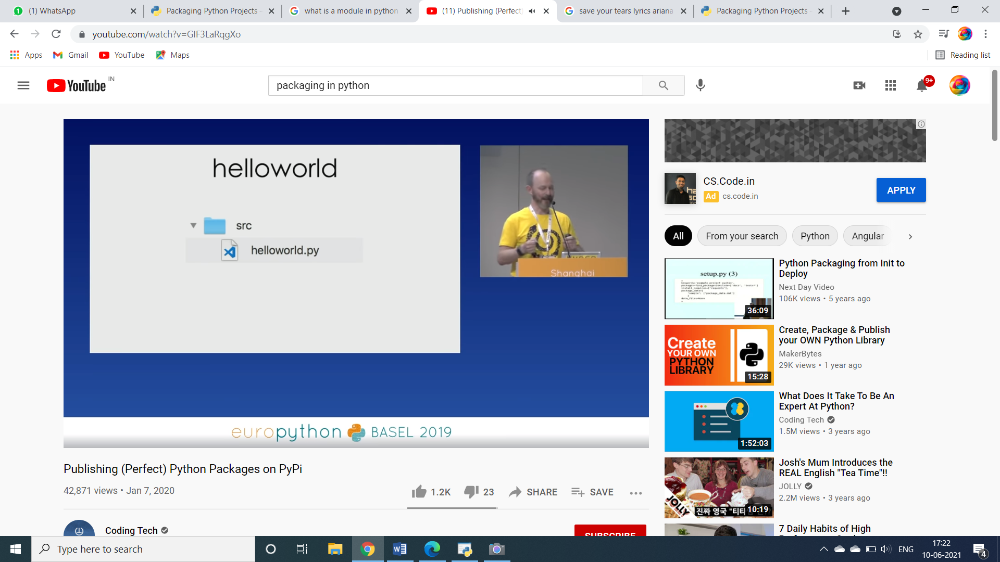 (1) WhatsApp
Packaging Python Projects -
what is a module in python
(11) Publishing (Perfect)
save your tears lyrics ariana
Packaging Python Projects -
youtube.com/watch?v=GIF3LaRqgXo
Apps
Gmail
YouTube
Maps
Reading list
YouTube IN
packaging in python
9+
helloworld
src
helloworld.py
Shanghai
europython BASEL 2019
CS.Code.in
Ad cs.code.in
APPLY
All
From your search
Python
Angular
setup.py (3)
36:09
Python Packaging from Init to
Deploy
Next Day Video
106K views • 5 years ago
Create
YOUR OWN
PYTHON
LIBRARY
15:28
Create, Package & Publish
your OWN Python Library
MakerBytes
29K views • 1 year ago
1:52:03
What Does It Take To Be An
Expert At Python?
Coding Tech
1.5M views • 3 years ago
JOLLY
진짜 영국 "티티
10:19
Josh's Mum Introduces the
REAL English "Tea Time"!!
JOLLY
2.2M views • 3 years ago
7 Daily Habits of High
Publishing (Perfect) Python Packages on PyPi
42,871 views • Jan 7, 2020
1.2K
23
SHARE
SAVE
Coding Tech
SUBSCRIBE
Type here to search
ENG
17:22
10-06-2021
4